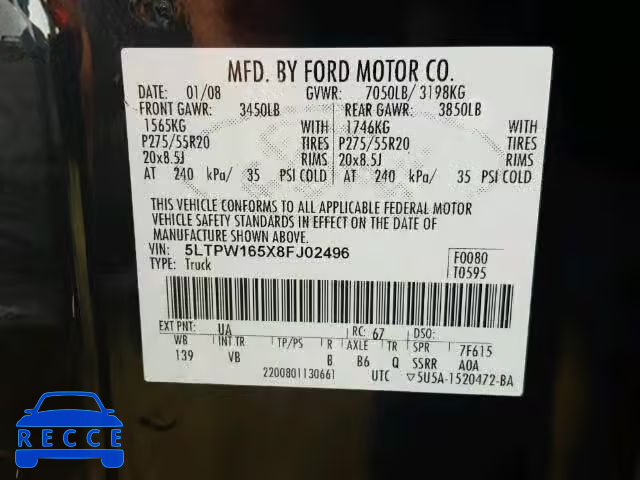 MFD. BY FORD MOTOR CO.
DATE: 01/08 GVWR: 7050LB/ 3198KG
FRONT GAWR: 3450LB REAR GAWR: 3850LB
1565KG WITH 1746KG WITH
P275/55R20 TIRES P275/55R20 TIRES
20x8.5J RIMS 20x8.5J RIMS
AT 240 kPa/ 35 PSI COLD AT 240 kPa/ 35 PSI COLD
THIS VEHICLE CONFORMS TO ALL APPLICABLE FEDERAL MOTOR
VEHICLE SAFETY STANDARDS IN EFFECT ON THE DATE OF
MANUFACTURE SHOWN ABOVE.
VIN: 5LTPW165X8FJ02496 F0080
TYPE: Truck T0595
EXT PNT: UA RC: 67 DSO:
WB INT TR TP/PS R AXLE TR SPR 7F615
139 VB B B6 Q SSRR A0A
2200801130661 UTC ▽5U5A-1520472-BA
RECCE